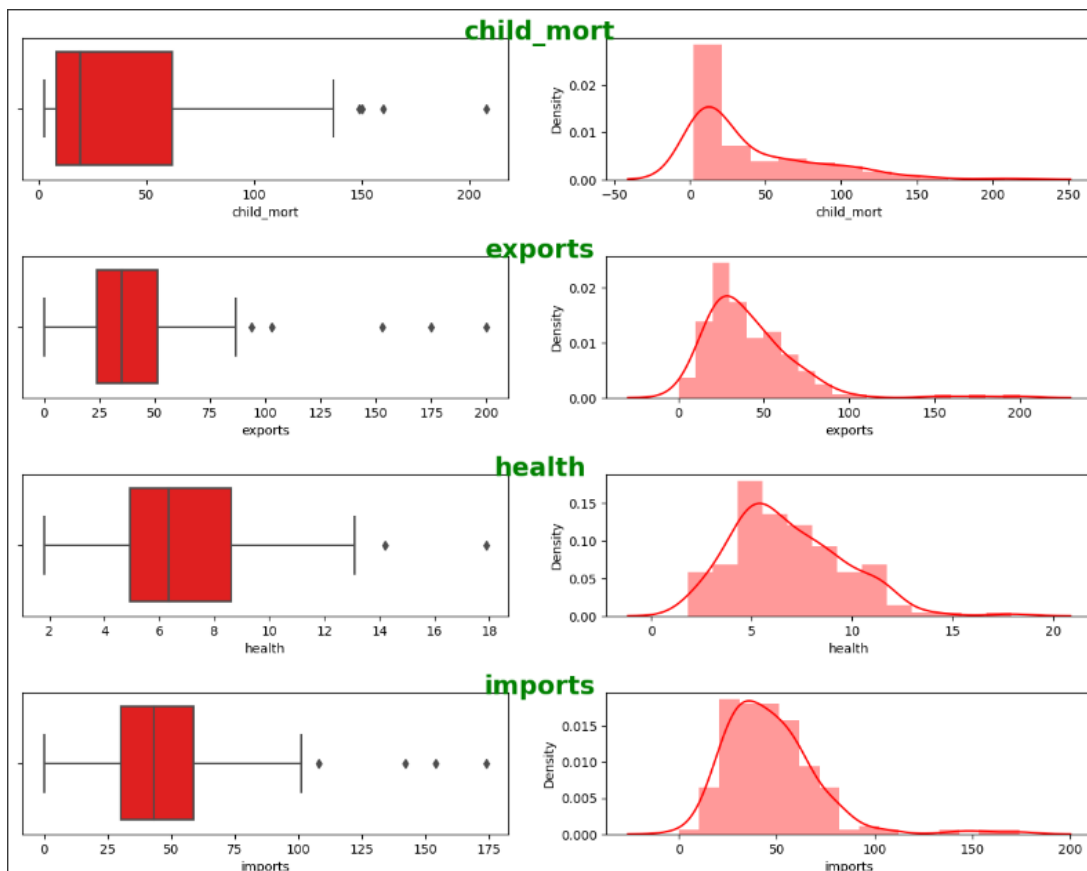 child_mort
0 50 100 150 200
child_mort
Density
0.02
0.01
0.00
−50 0 50 100 150 200 250
child_mort
exports
0 25 50 75 100 125 150 175 200
exports
Density
0.02
0.01
0.00
0 50 100 150 200
exports
health
2 4 6 8 10 12 14 16 18
health
Density
0.15
0.10
0.05
0.00
0 5 10 15 20
health
imports
0 25 50 75 100 125 150 175
imports
Density
0.015
0.010
0.005
0.000
0 50 100 150 200
imports